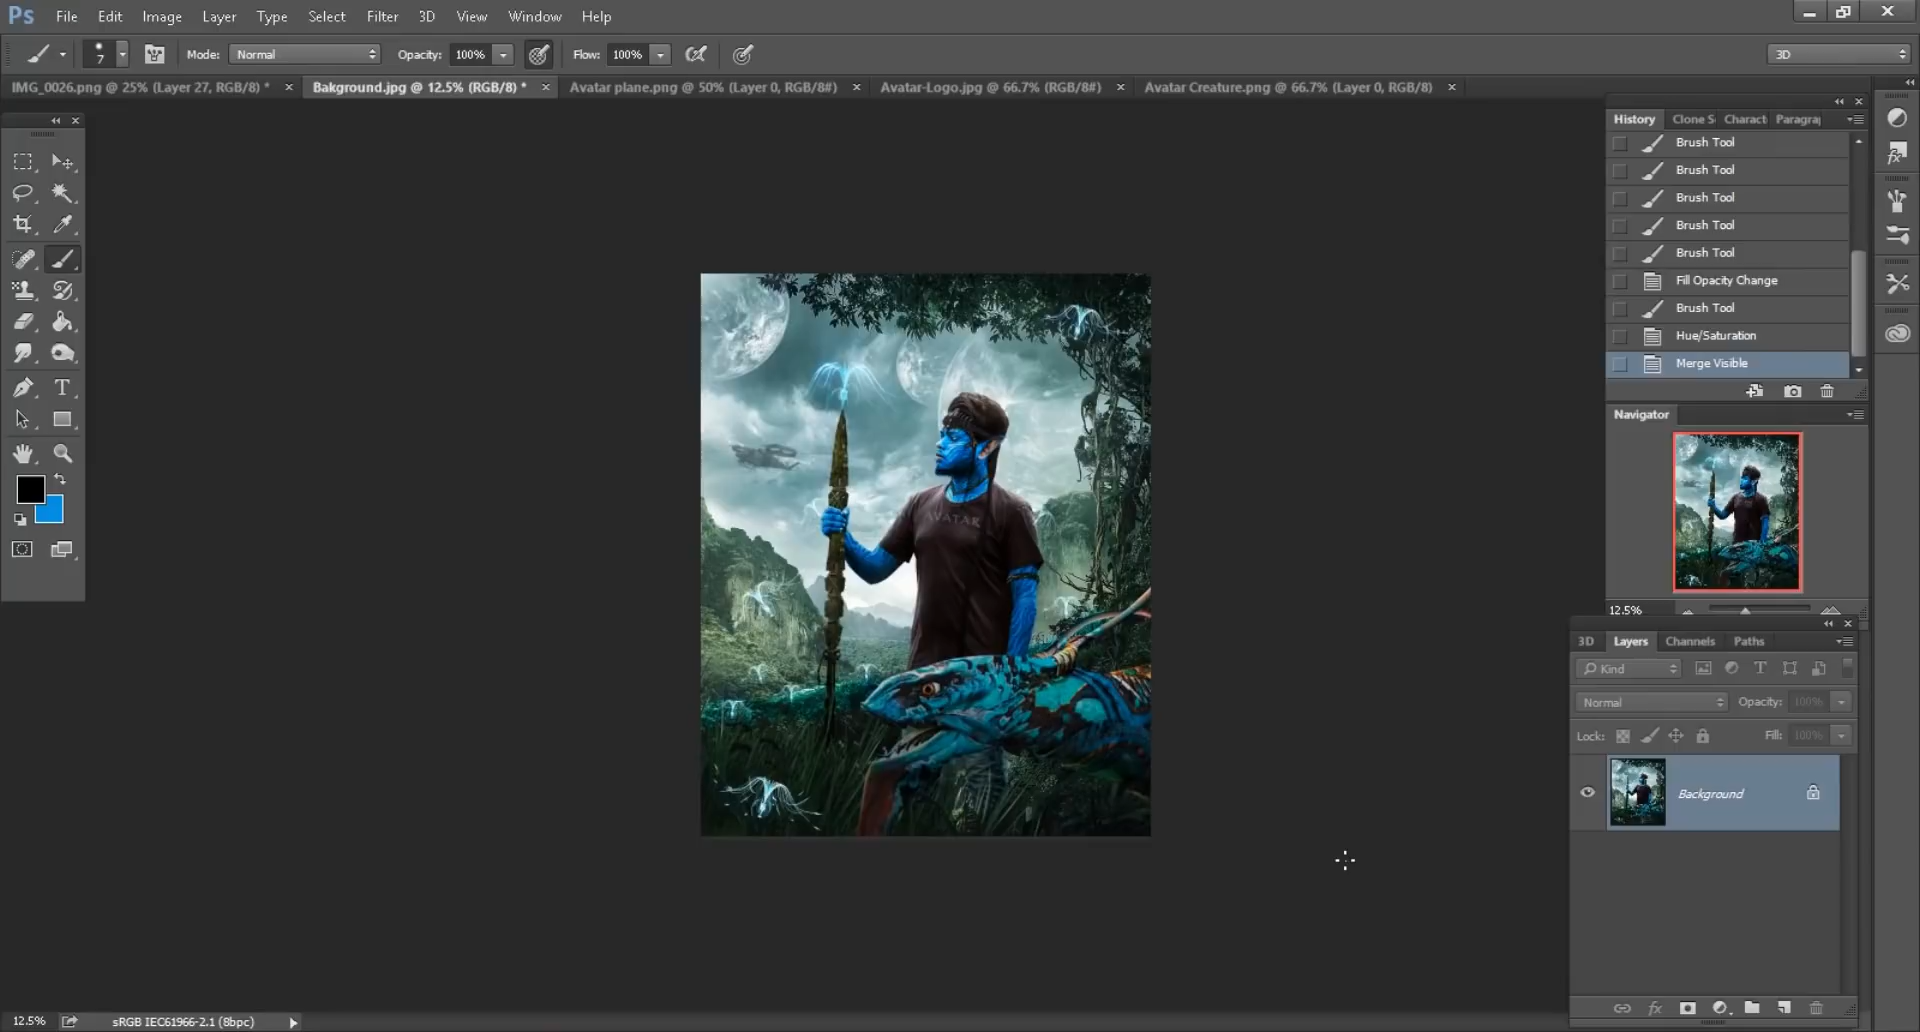 Ps File Edit Image Layer Type Select Filter 3D View Window Help
7 Mode: Normal Opacity: 100% Flow: 100% 3D
IMG_0026.png @ 25% (Layer 27, RGB/8) * Bakground.jpg @ 12.5% (RGB/8) * Avatar plane.png @ 50% (Layer 0, RGB/8#) Avatar-Logo.jpg @ 66.7% (RGB/8#) Avatar Creature.png @ 66.7% (Layer 0, RGB/8)
History Clone S Charact Paragra
Brush Tool
Brush Tool
Brush Tool
Brush Tool
Brush Tool
Fill Opacity Change
Brush Tool
Hue/Saturation
Merge Visible
Navigator
AVATAR
12.5%
3D Layers Channels Paths
Kind
Normal Opacity: 100%
Lock: Fill: 100%
Background
12.5% sRGB IEC61966-2.1 (8bpc)